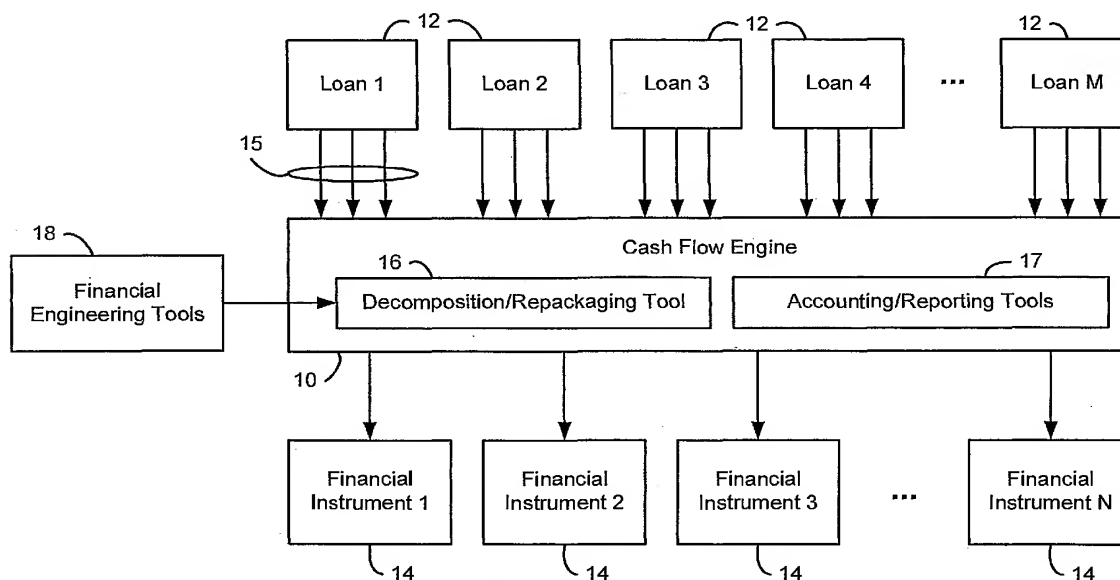 12 12 12
Loan 1 Loan 2 Loan 3 Loan 4 ... Loan M
15
18
Cash Flow Engine
16 17
Financial
Engineering Tools
Decomposition/Repackaging Tool Accounting/Reporting Tools
10
Financial
Instrument 1
Financial
Instrument 2
Financial
Instrument 3
...
Financial
Instrument N
14 14 14 14